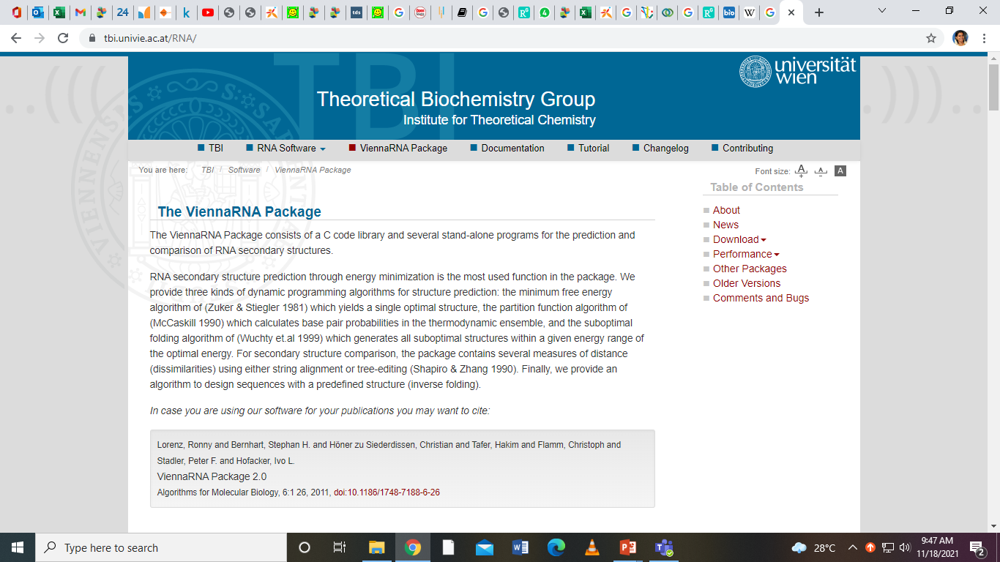 24
tds
bio
W
tbi.univie.ac.at/RNA/
TBI
universität
wien
Theoretical Biochemistry Group
Institute for Theoretical Chemistry
..(((
)))..
TBI
RNA Software
ViennaRNA Package
Documentation
Tutorial
Changelog
Contributing
You are here: TBI / Software / ViennaRNA Package
Font size: A+ A- A
Table of Contents
About
News
Download
Performance
Other Packages
Older Versions
Comments and Bugs
The ViennaRNA Package
The ViennaRNA Package consists of a C code library and several stand-alone programs for the prediction and
comparison of RNA secondary structures.
RNA secondary structure prediction through energy minimization is the most used function in the package. We
provide three kinds of dynamic programming algorithms for structure prediction: the minimum free energy
algorithm of (Zuker & Stiegler 1981) which yields a single optimal structure, the partition function algorithm of
(McCaskill 1990) which calculates base pair probabilities in the thermodynamic ensemble, and the suboptimal
folding algorithm of (Wuchty et.al 1999) which generates all suboptimal structures within a given energy range of
the optimal energy. For secondary structure comparison, the package contains several measures of distance
(dissimilarities) using either string alignment or tree-editing (Shapiro & Zhang 1990). Finally, we provide an
algorithm to design sequences with a predefined structure (inverse folding).
In case you are using our software for your publications you may want to cite:
Lorenz, Ronny and Bernhart, Stephan H. and Höner zu Siederdissen, Christian and Tafer, Hakim and Flamm, Christoph and
Stadler, Peter F. and Hofacker, Ivo L.
ViennaRNA Package 2.0
Algorithms for Molecular Biology, 6:1 26, 2011, doi:10.1186/1748-7188-6-26
Type here to search
28°C
9:47 AM
11/18/2021
2